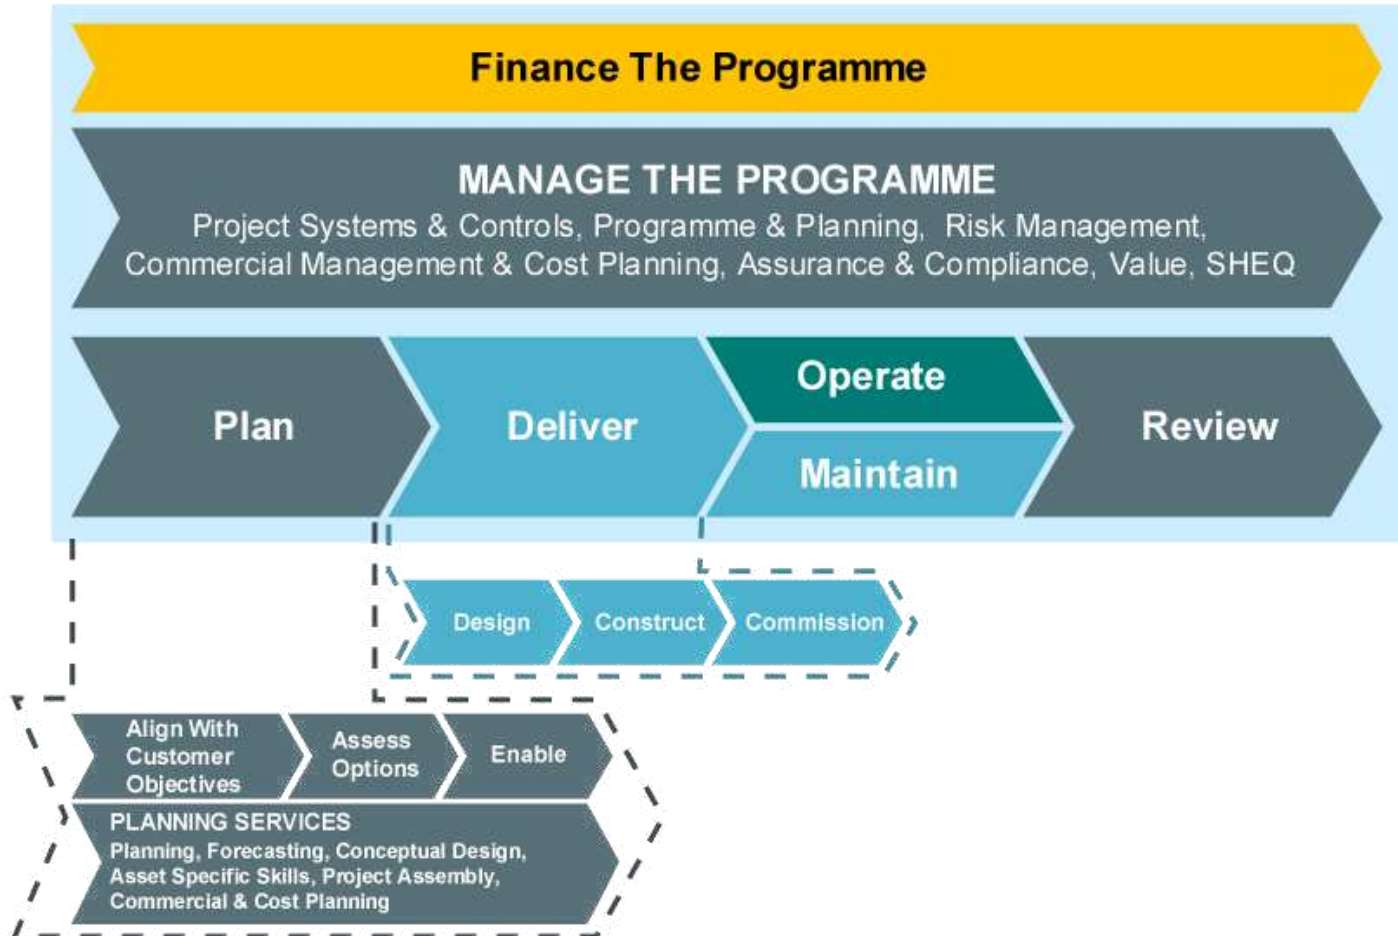 Finance The Programme
MANAGE THE PROGRAMME
Project Systems & Controls, Programme & Planning, Risk Management,
Commercial Management & Cost Planning, Assurance & Compliance, Value, SHEQ
Plan
Deliver
Operate
Maintain
Review
Design
Construct
Commission
Align With
Customer
Objectives
Assess
Options
Enable
PLANNING SERVICES
Planning, Forecasting, Conceptual Design,
Asset Specific Skills, Project Assembly,
Commercial & Cost Planning